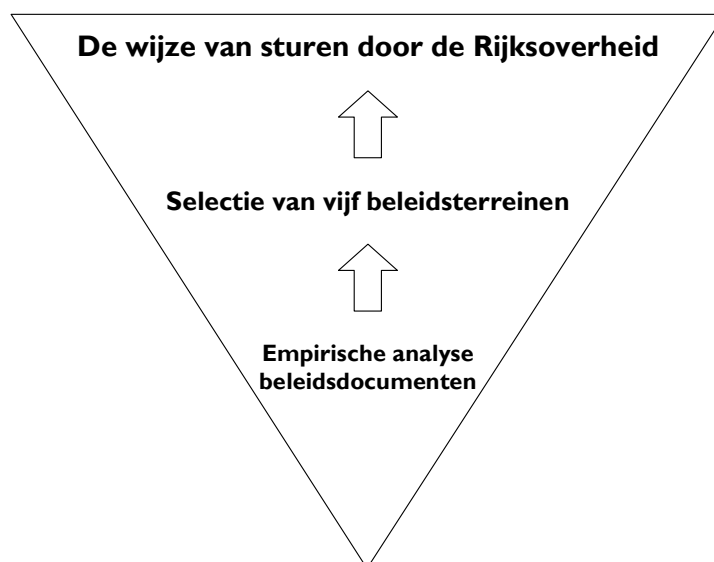 De wijze van sturen door de Rijksoverheid
Selectie van vijf beleidsterreinen
Empirische analyse
beleidsdocumenten